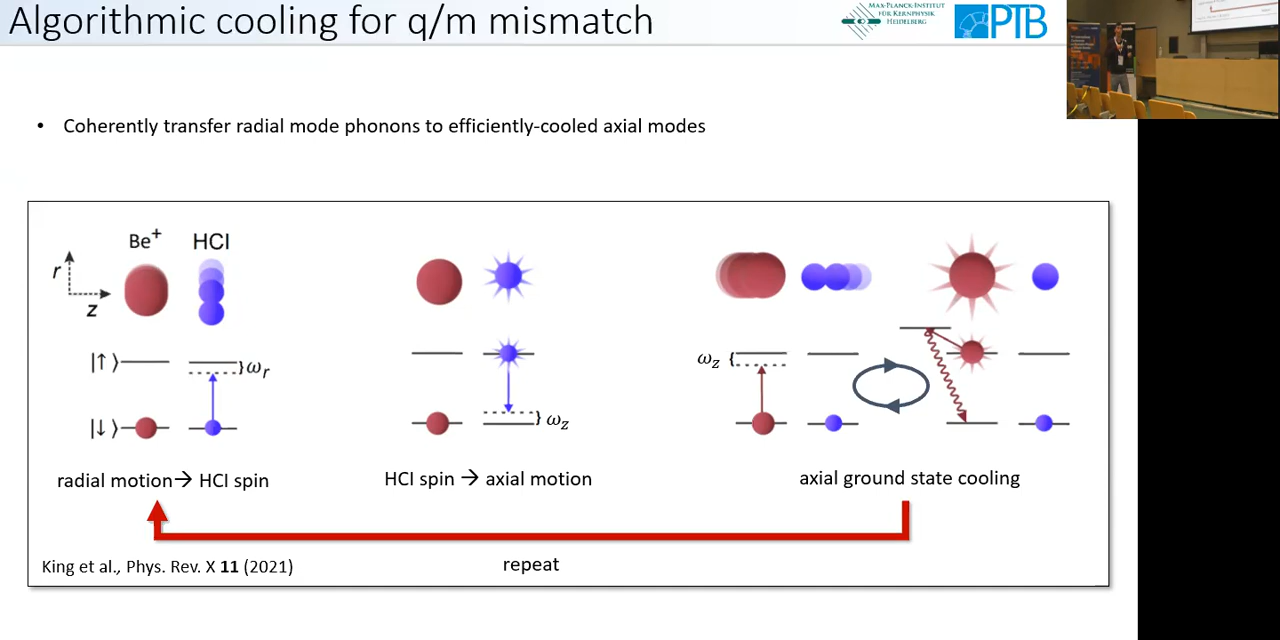 Algorithmic cooling for q/m mismatch
MAX-PLANCK-INSTITUT
FÜR KERNPHYSIK
HEIDELBERG
PTB
• Coherently transfer radial mode phonons to efficiently-cooled axial modes
Be⁺ HCI
r
z
|↑⟩
}ωr
|↓⟩
} ωz
ωz {
radial motion→ HCI spin
HCI spin → axial motion
axial ground state cooling
King et al., Phys. Rev. X 11 (2021)
repeat